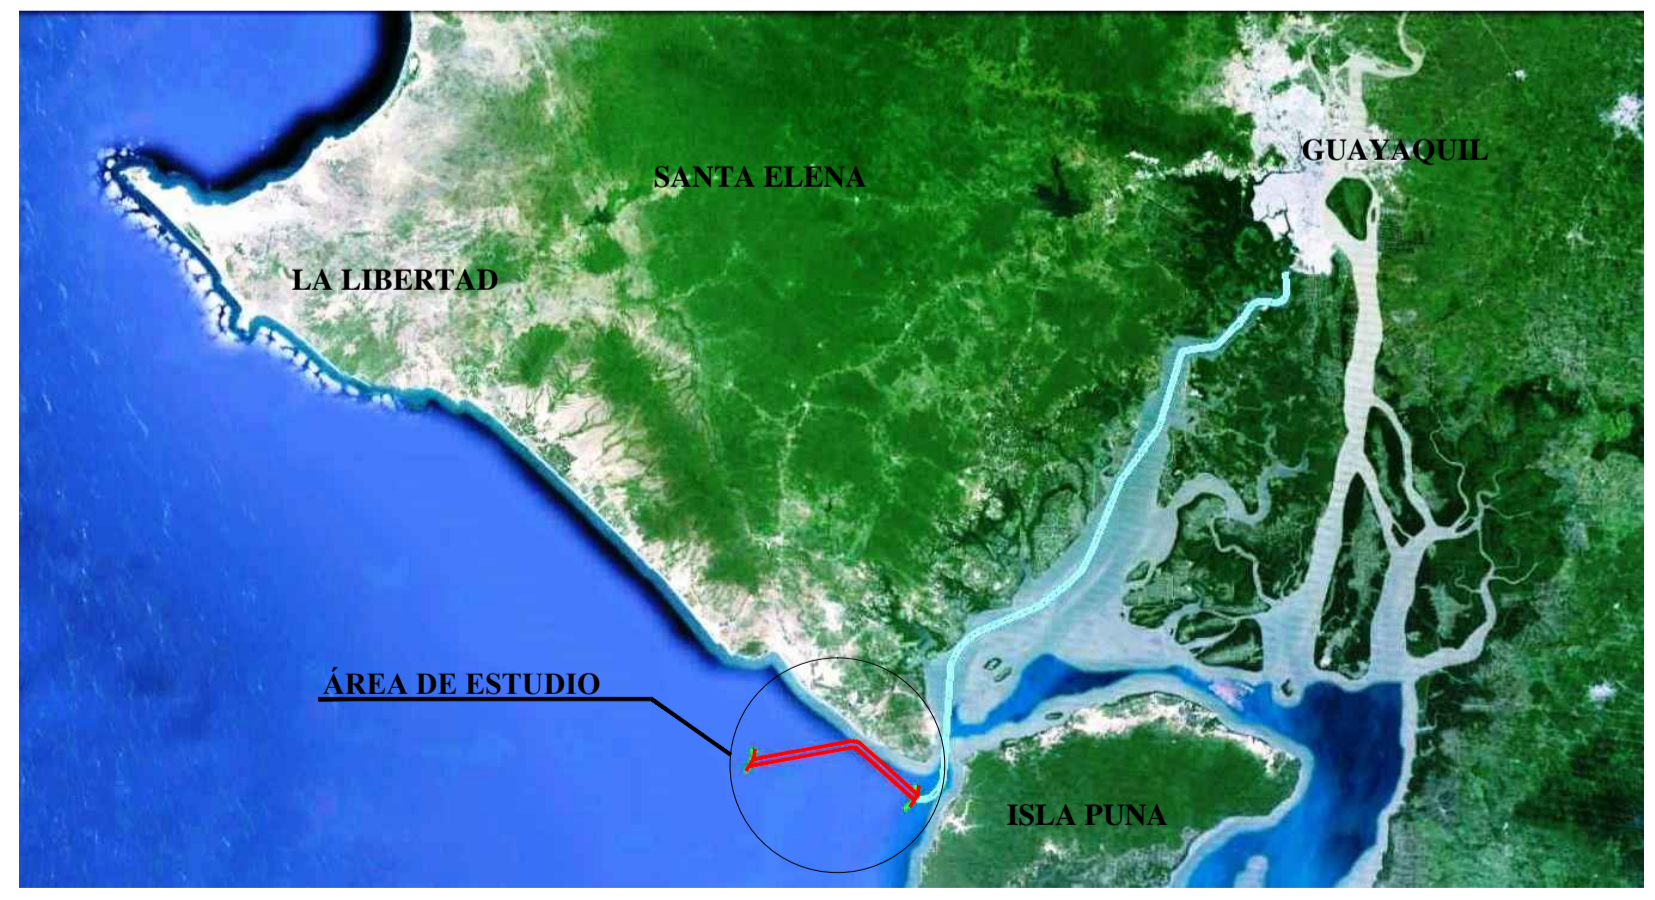 GUAYAQUIL
SANTA ELENA
LA LIBERTAD
ÁREA DE ESTUDIO
ISLA PUNA